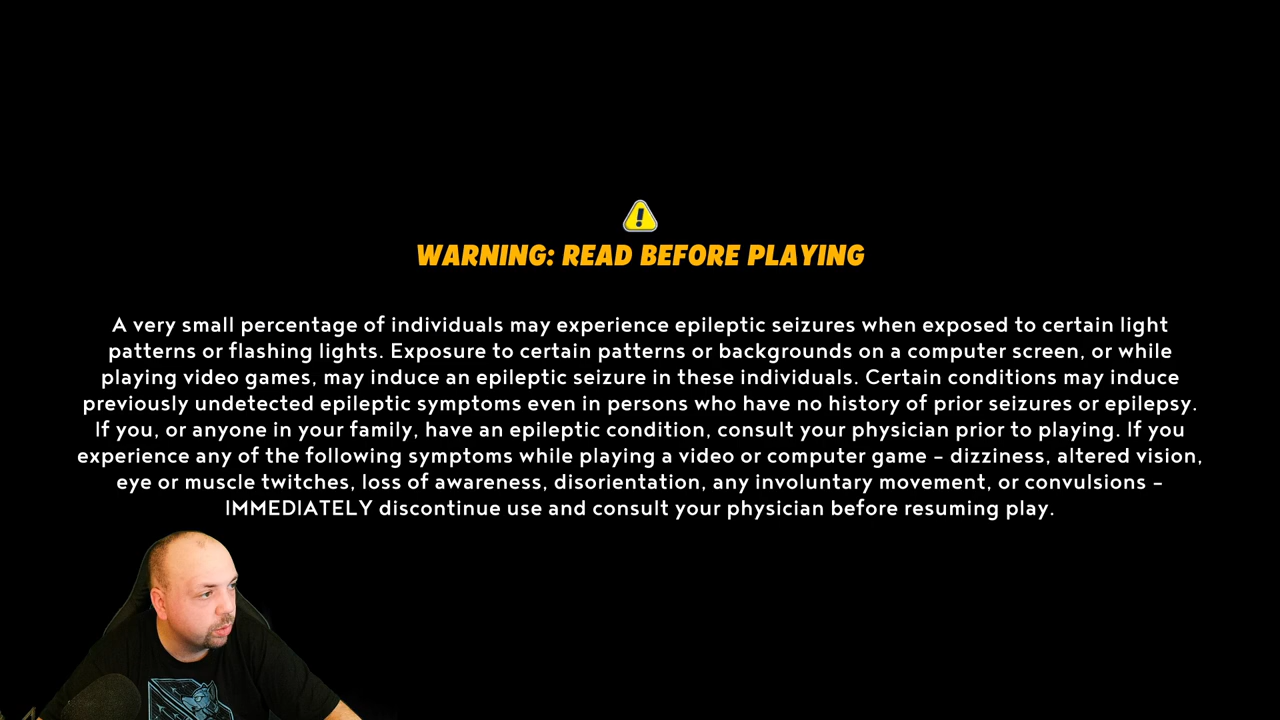 WARNING: READ BEFORE PLAYING
A very small percentage of individuals may experience epileptic seizures when exposed to certain light
patterns or flashing lights. Exposure to certain patterns or backgrounds on a computer screen, or while
playing video games, may induce an epileptic seizure in these individuals. Certain conditions may induce
previously undetected epileptic symptoms even in persons who have no history of prior seizures or epilepsy.
If you, or anyone in your family, have an epileptic condition, consult your physician prior to playing. If you
experience any of the following symptoms while playing a video or computer game – dizziness, altered vision,
eye or muscle twitches, loss of awareness, disorientation, any involuntary movement, or convulsions –
IMMEDIATELY discontinue use and consult your physician before resuming play.